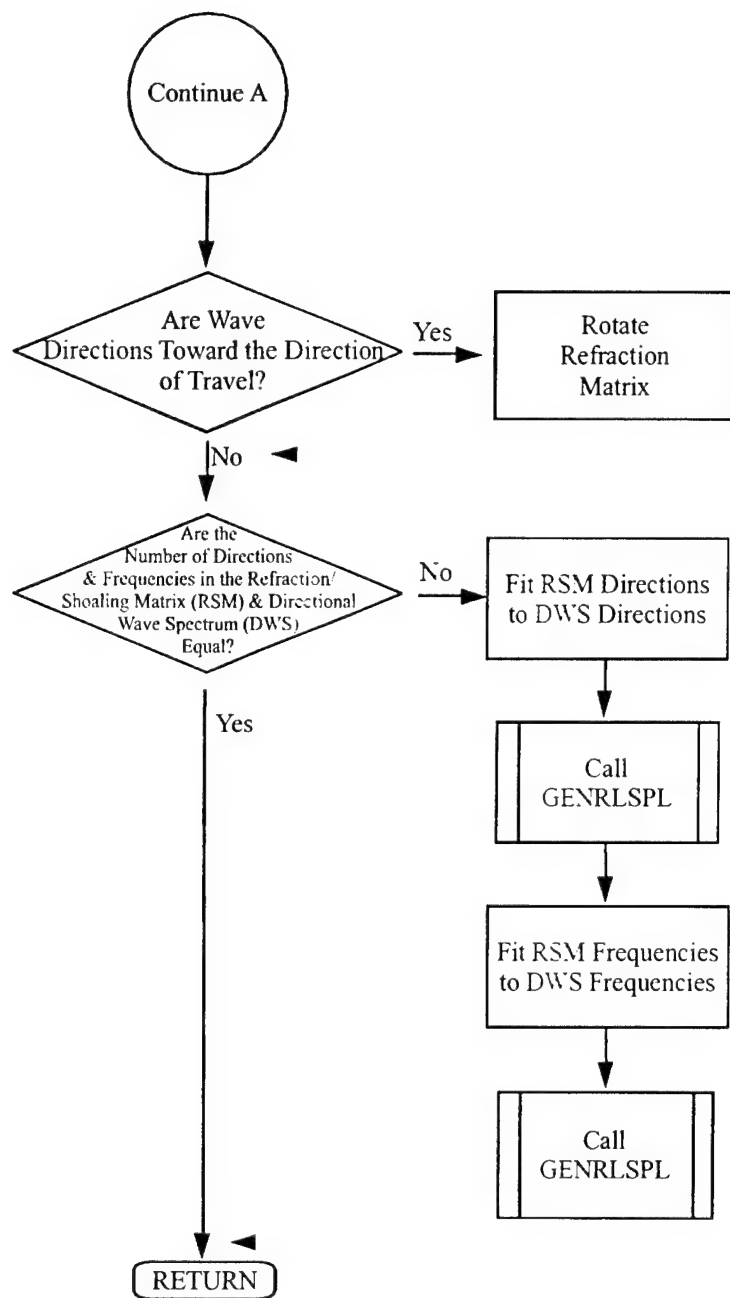 Continue A
Are Wave
Directions Toward the Direction
of Travel?
Yes
Rotate
Refraction
Matrix
No
Are the
Number of Directions
& Frequencies in the Refraction/
Shoaling Matrix (RSM) & Directional
Wave Spectrum (DWS)
Equal?
No
Fit RSM Directions
to DWS Directions
Yes
Call
GENRLSPL
Fit RSM Frequencies
to DWS Frequencies
Call
GENRLSPL
RETURN